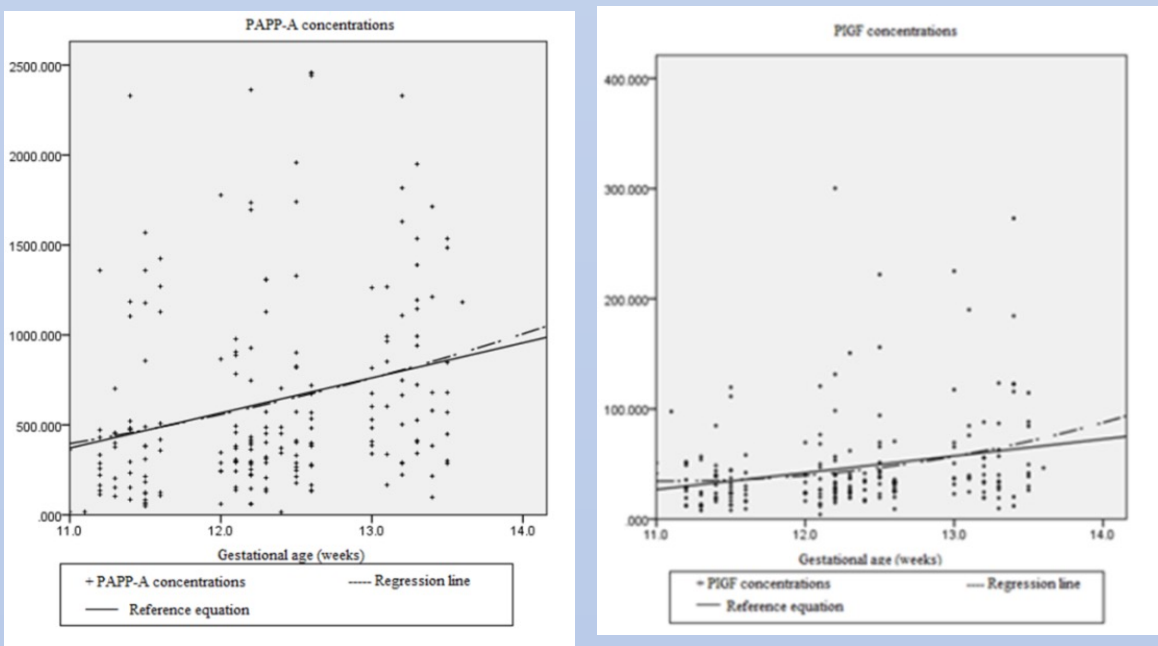 PAPP-A concentrations
2500.000
2000.000
1500.000
1000.000
500.000
.000
11.0 12.0 13.0 14.0
Gestational age (weeks)
+ PAPP-A concentrations ----- Regression line
Reference equation
PIGF concentrations
400.000
300.000
200.000
100.000
.000
11.0 12.0 13.0 14.0
Gestational age (weeks)
PIGF concentrations Regression line
Reference equation